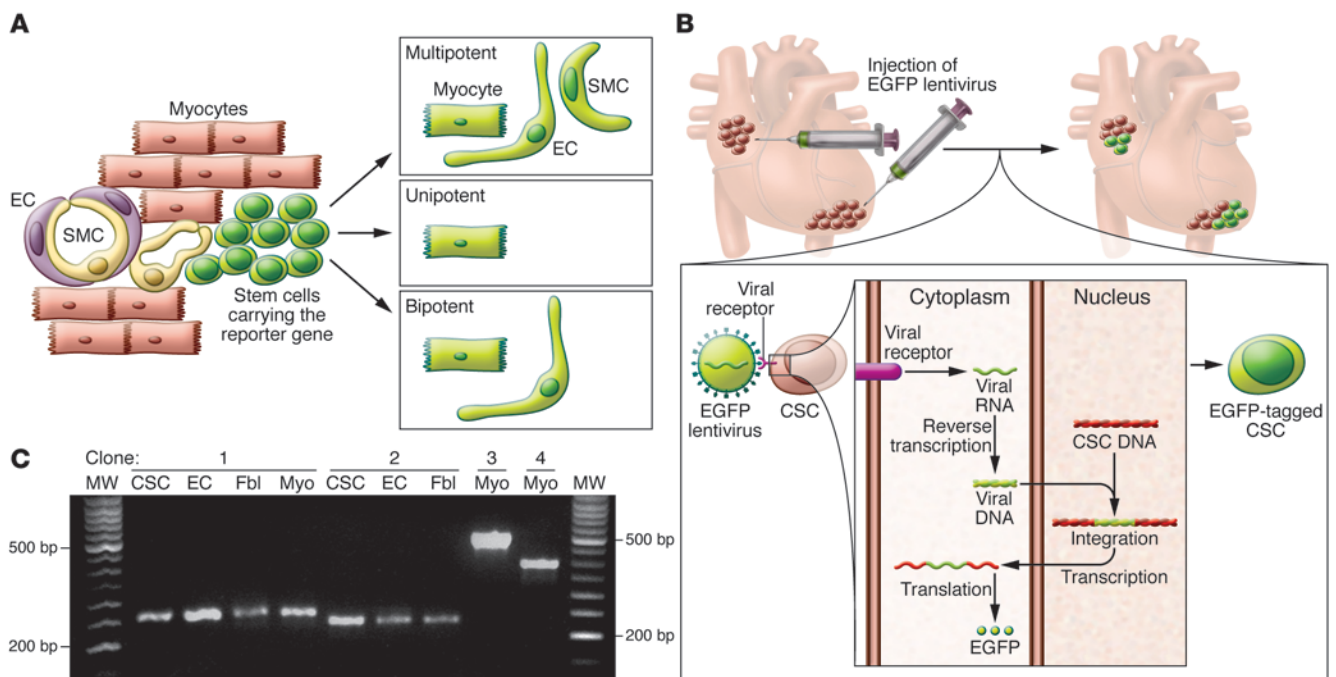 A
Myocytes
EC
SMC
Stem cells
carrying the
reporter gene
Multipotent
Myocyte
SMC
EC
Unipotent
Bipotent
B
Injection of
EGFP lentivirus
Viral
receptor
EGFP
lentivirus
CSC
Cytoplasm
Nucleus
Viral
receptor
Viral
RNA
Reverse
transcription
Viral
DNA
CSC DNA
Integration
Transcription
Translation
EGFP
EGFP-tagged
CSC
C
Clone: 1 2 3 4
MW CSC EC Fbl Myo CSC EC Fbl Myo Myo MW
500 bp
500 bp
200 bp
200 bp